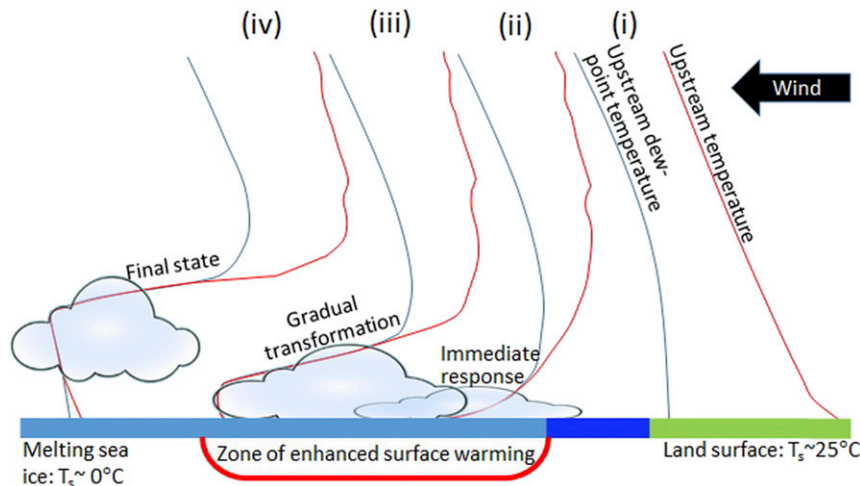 (iv)
(iii)
(ii)
(i)
Upstream dew-
point temperature
Upstream temperature
Wind
Final state
Gradual
transformation
Immediate
response
Melting sea
ice: Tₛ~ 0°C
Zone of enhanced surface warming
Land surface: Tₛ~25°C